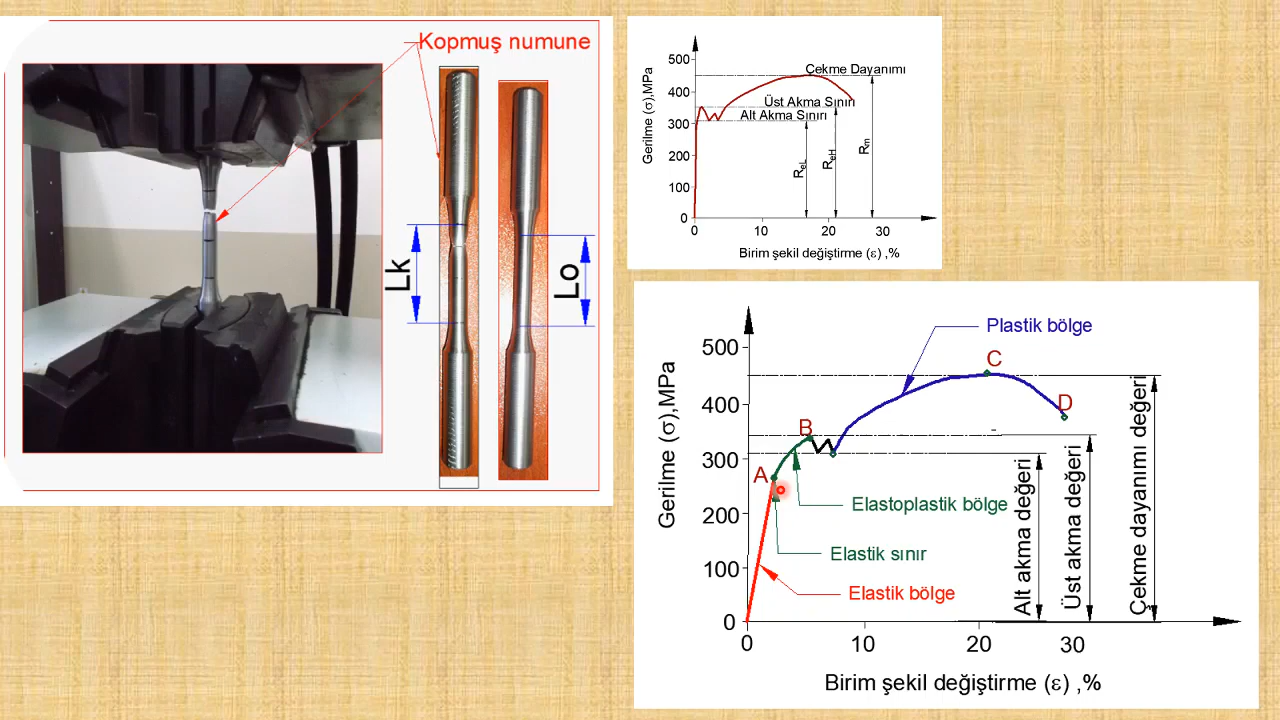 Kopmuş numune
Lk
Lo
Gerilme (σ),MPa
500
400
300
200
100
0
0
10
20
30
Çekme Dayanımı
Üst Akma Sınırı
Alt Akma Sınırı
ReL
ReH
Rm
Birim şekil değiştirme (ε) ,%
Gerilme (σ),MPa
500
400
300
200
100
0
0
10
20
30
Plastik bölge
C
D
B
A
Elastoplastik bölge
Elastik sınır
Elastik bölge
Alt akma değeri
Üst akma değeri
Çekme dayanımı değeri
Birim şekil değiştirme (ε) ,%